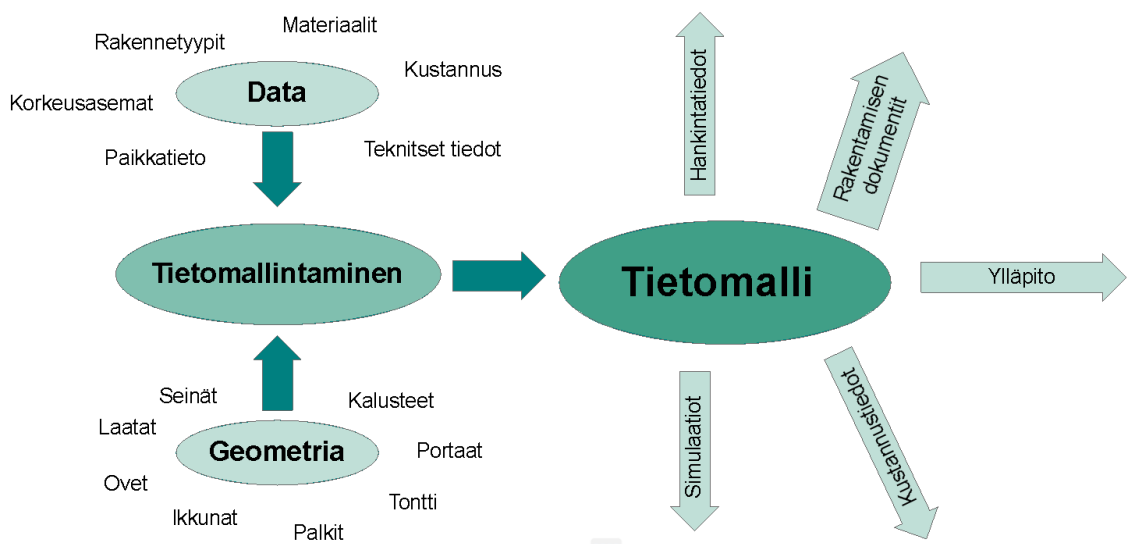 Materiaalit
Rakennetyypit
Kustannus
Data
Korkeusasemat
Paikkatieto
Teknitset tiedot
Tietomallintaminen
Seinät
Kalusteet
Laatat
Geometria
Portaat
Ovet
Tontti
Ikkunat
Palkit
Tietomalli
Hankintatiedot
Rakentamisen
dokumentit
Ylläpito
Kustannustiedot
Simulaatiot